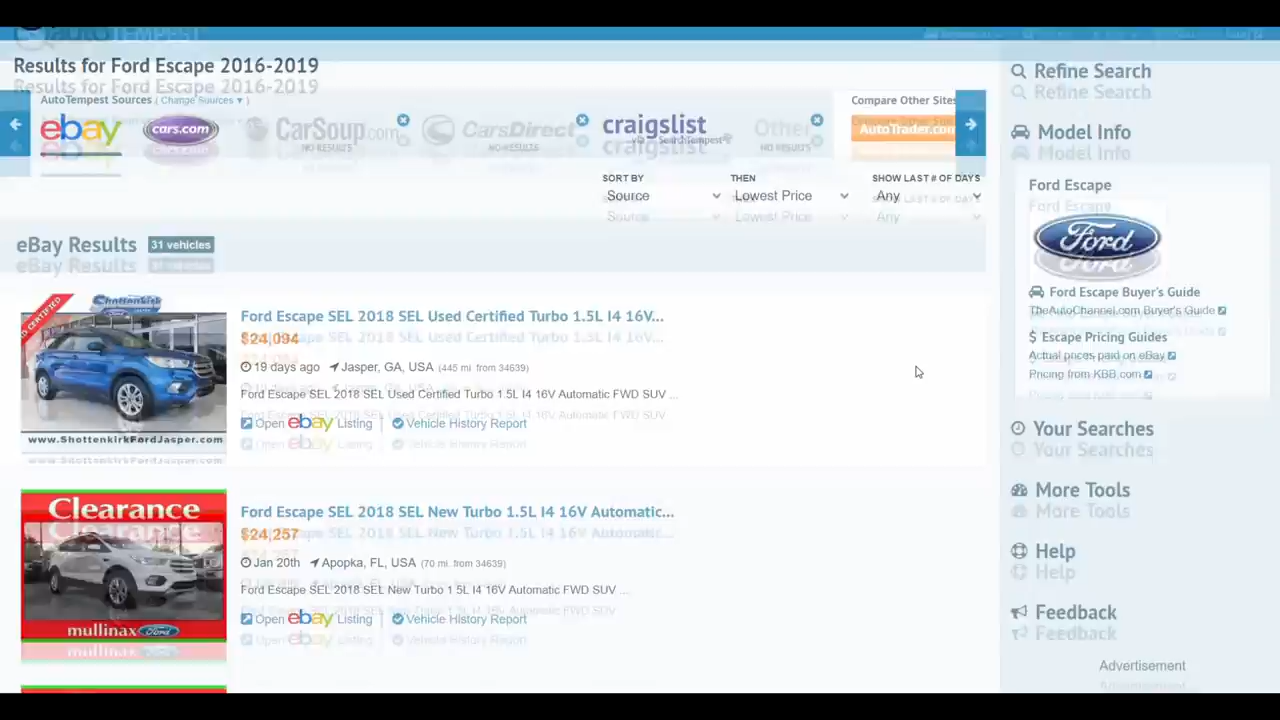 AUTOTEMPEST
Results for Ford Escape 2016-2019
AutoTempest Sources ( Change Sources ▾ )
Compare Other Sites
ebay
cars.com
CarSoup.com
NO RESULTS
CarsDirect
NO RESULTS
craigslist
via SearchTempest
Other
NO RESULTS
AutoTrader.com
SORT BY
THEN
SHOW LAST # OF DAYS
Source
Lowest Price
Any
eBay Results 31 vehicles
CERTIFIED
Shottenkirk
www.ShottenkirkFordJasper.com
Ford Escape SEL 2018 SEL Used Certified Turbo 1.5L I4 16V...
$24,094
19 days ago Jasper, GA, USA (445 mi. from 34639)
Ford Escape SEL 2018 SEL Used Certified Turbo 1.5L I4 16V Automatic FWD SUV ...
Open ebay Listing | Vehicle History Report
Clearance
mullinax Ford
Ford Escape SEL 2018 SEL New Turbo 1.5L I4 16V Automatic...
$24,257
Jan 20th Apopka, FL, USA (70 mi. from 34639)
Ford Escape SEL 2018 SEL New Turbo 1.5L I4 16V Automatic FWD SUV ...
Open ebay Listing | Vehicle History Report
Refine Search
Model Info
Ford Escape
Ford
Ford Escape Buyer's Guide
TheAutoChannel.com Buyer's Guide
$ Escape Pricing Guides
Actual prices paid on eBay
Pricing from KBB.com
Your Searches
More Tools
Help
Feedback
Advertisement